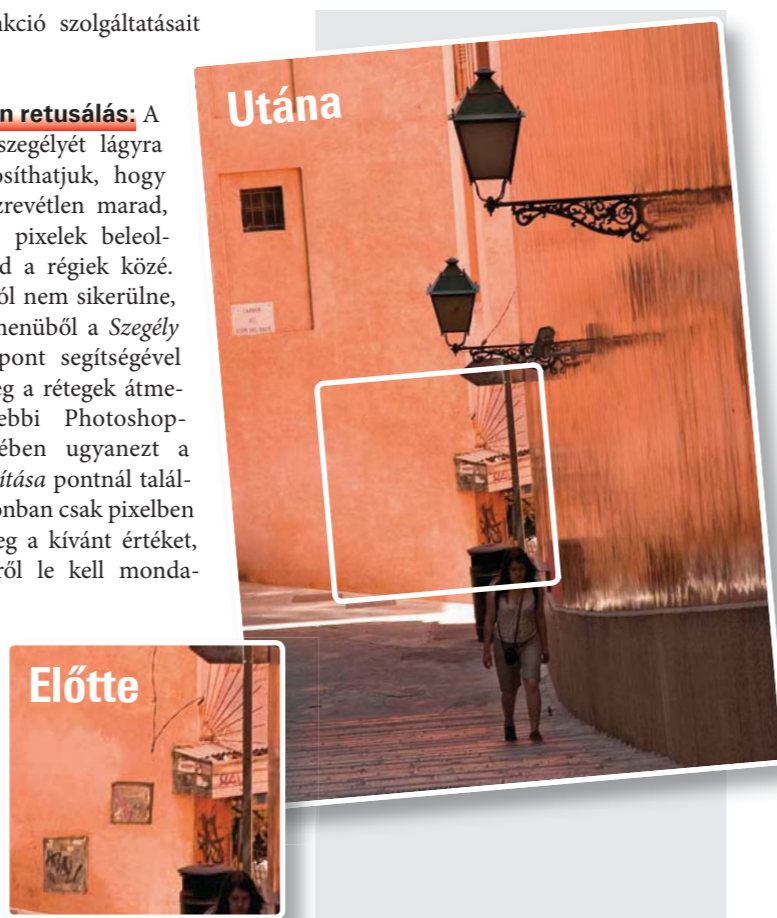 kció szolgáltatásait
n retusálás: A
szegélyét lágyra
osíthatjuk, hogy
zrevétlen marad,
pixelek beleol-
d a régiek közé.
ól nem sikerülne,
menüből a Szegély
pont segítségével
eg a rétegek átme-
ebbi Photoshop-
ében ugyanezt a
ítása pontnál talál-
onban csak pixelben
eg a kívánt értéket,
ről le kell monda-
Utána
Előtte